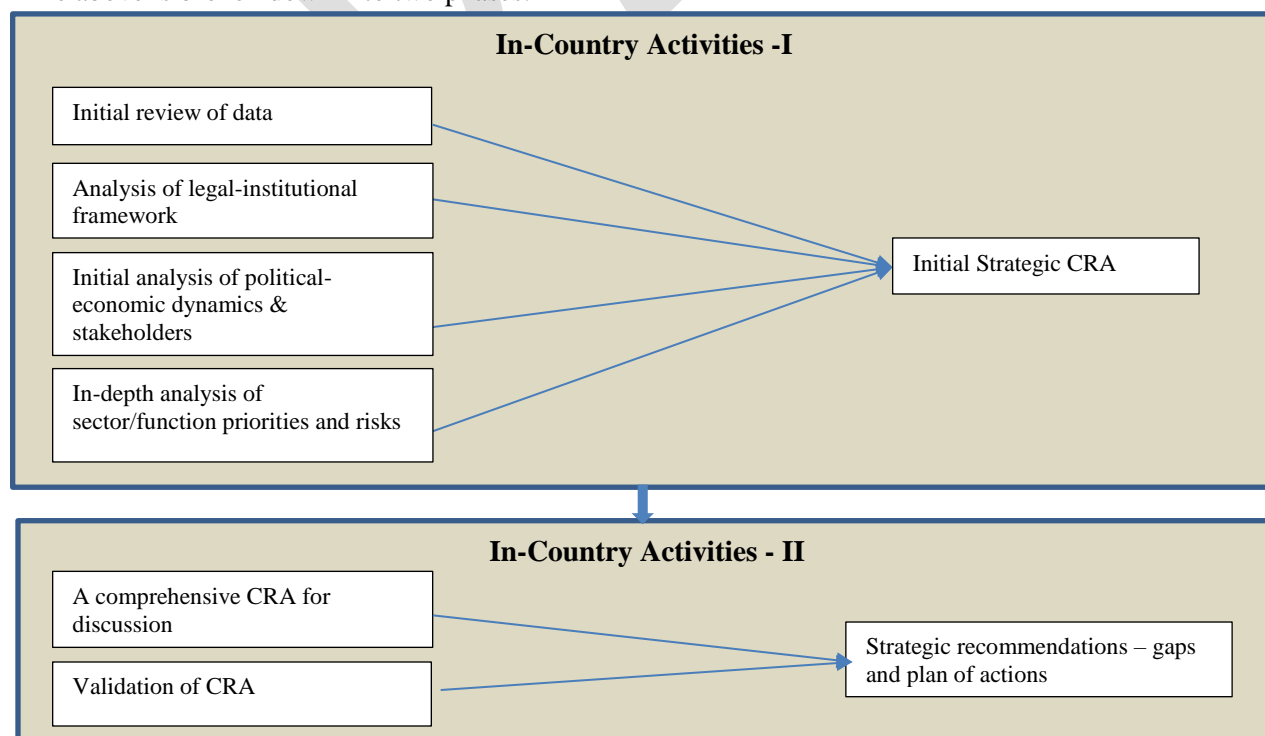 In-Country Activities -I
Initial review of data
Analysis of legal-institutional
framework
Initial analysis of political-
economic dynamics &
stakeholders
In-depth analysis of
sector/function priorities and risks
Initial Strategic CRA
In-Country Activities - II
A comprehensive CRA for
discussion
Validation of CRA
Strategic recommendations – gaps
and plan of actions